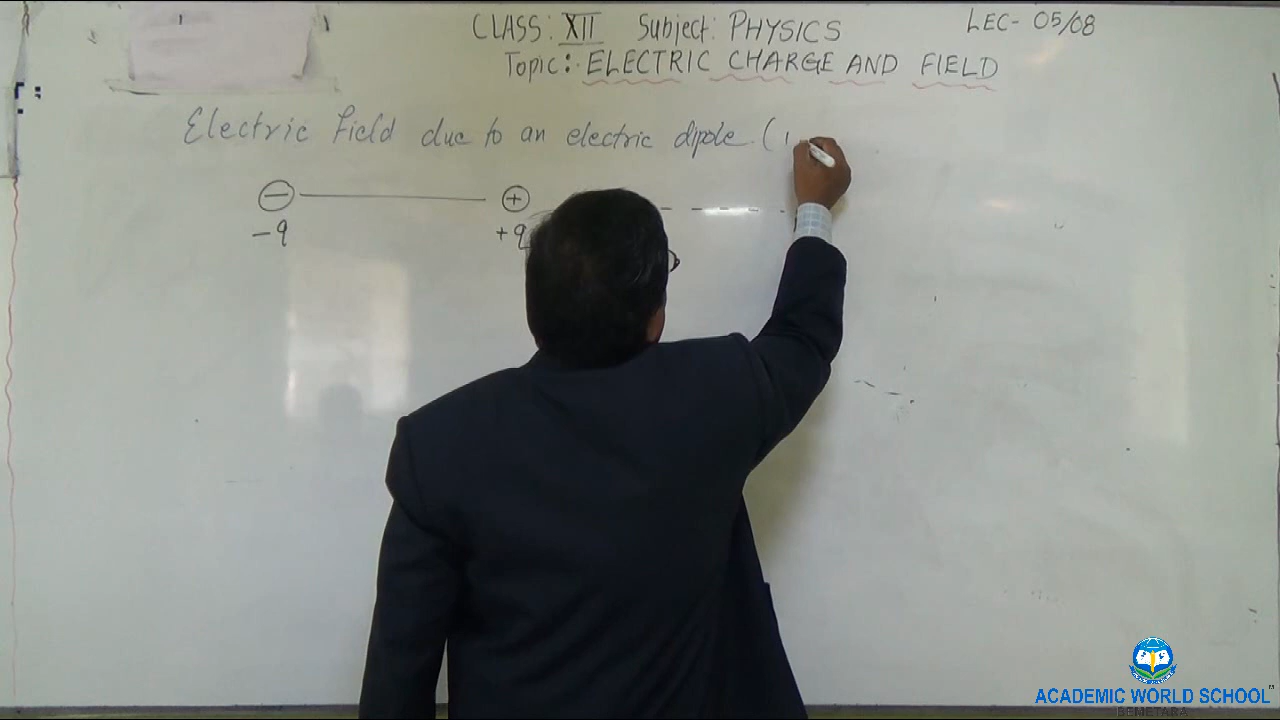 CLASS: XII Subject: PHYSICS LEC- 05/08
Topic: ELECTRIC CHARGE AND FIELD
Electric Field due to an electric dipole. (
− +
−q +q
ACADEMIC WORLD SCHOOL
BEMETARA